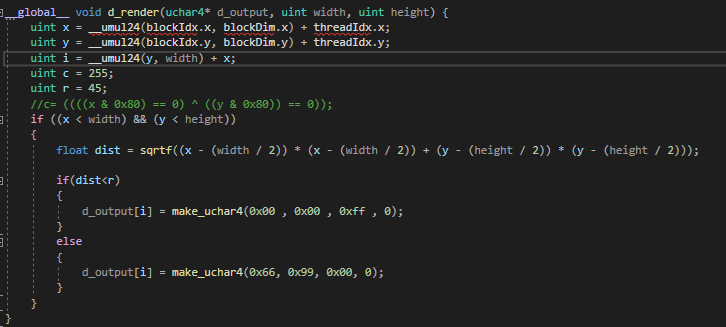 __global__ void d_render(uchar4* d_output, uint width, uint height) {
uint x = __umul24(blockIdx.x, blockDim.x) + threadIdx.x;
uint y = __umul24(blockIdx.y, blockDim.y) + threadIdx.y;
uint i = __umul24(y, width) + x;
uint c = 255;
uint r = 45;
//c= ((((x & 0x80) == 0) ^ ((y & 0x80)) == 0));
if ((x < width) && (y < height))
{
float dist = sqrtf((x - (width / 2)) * (x - (width / 2)) + (y - (height / 2)) * (y - (height / 2)));
if(dist<r)
{
d_output[i] = make_uchar4(0x00 , 0x00 , 0xff , 0);
}
else
{
d_output[i] = make_uchar4(0x66, 0x99, 0x00, 0);
}
}
}